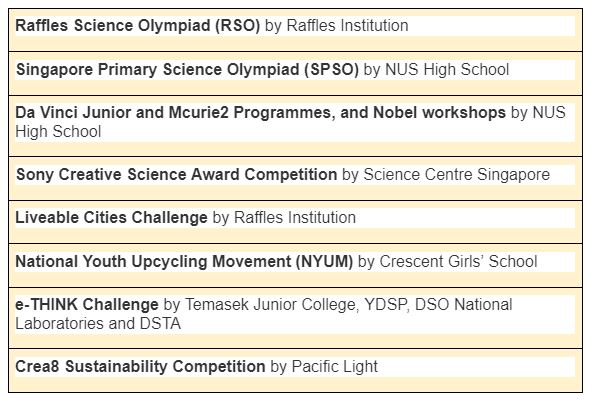 Raffles Science Olympiad (RSO) by Raffles Institution
Singapore Primary Science Olympiad (SPSO) by NUS High School
Da Vinci Junior and Mcurie2 Programmes, and Nobel workshops by NUS
High School
Sony Creative Science Award Competition by Science Centre Singapore
Liveable Cities Challenge by Raffles Institution
National Youth Upcycling Movement (NYUM) by Crescent Girls’ School
e-THINK Challenge by Temasek Junior College, YDSP, DSO National
Laboratories and DSTA
Crea8 Sustainability Competition by Pacific Light